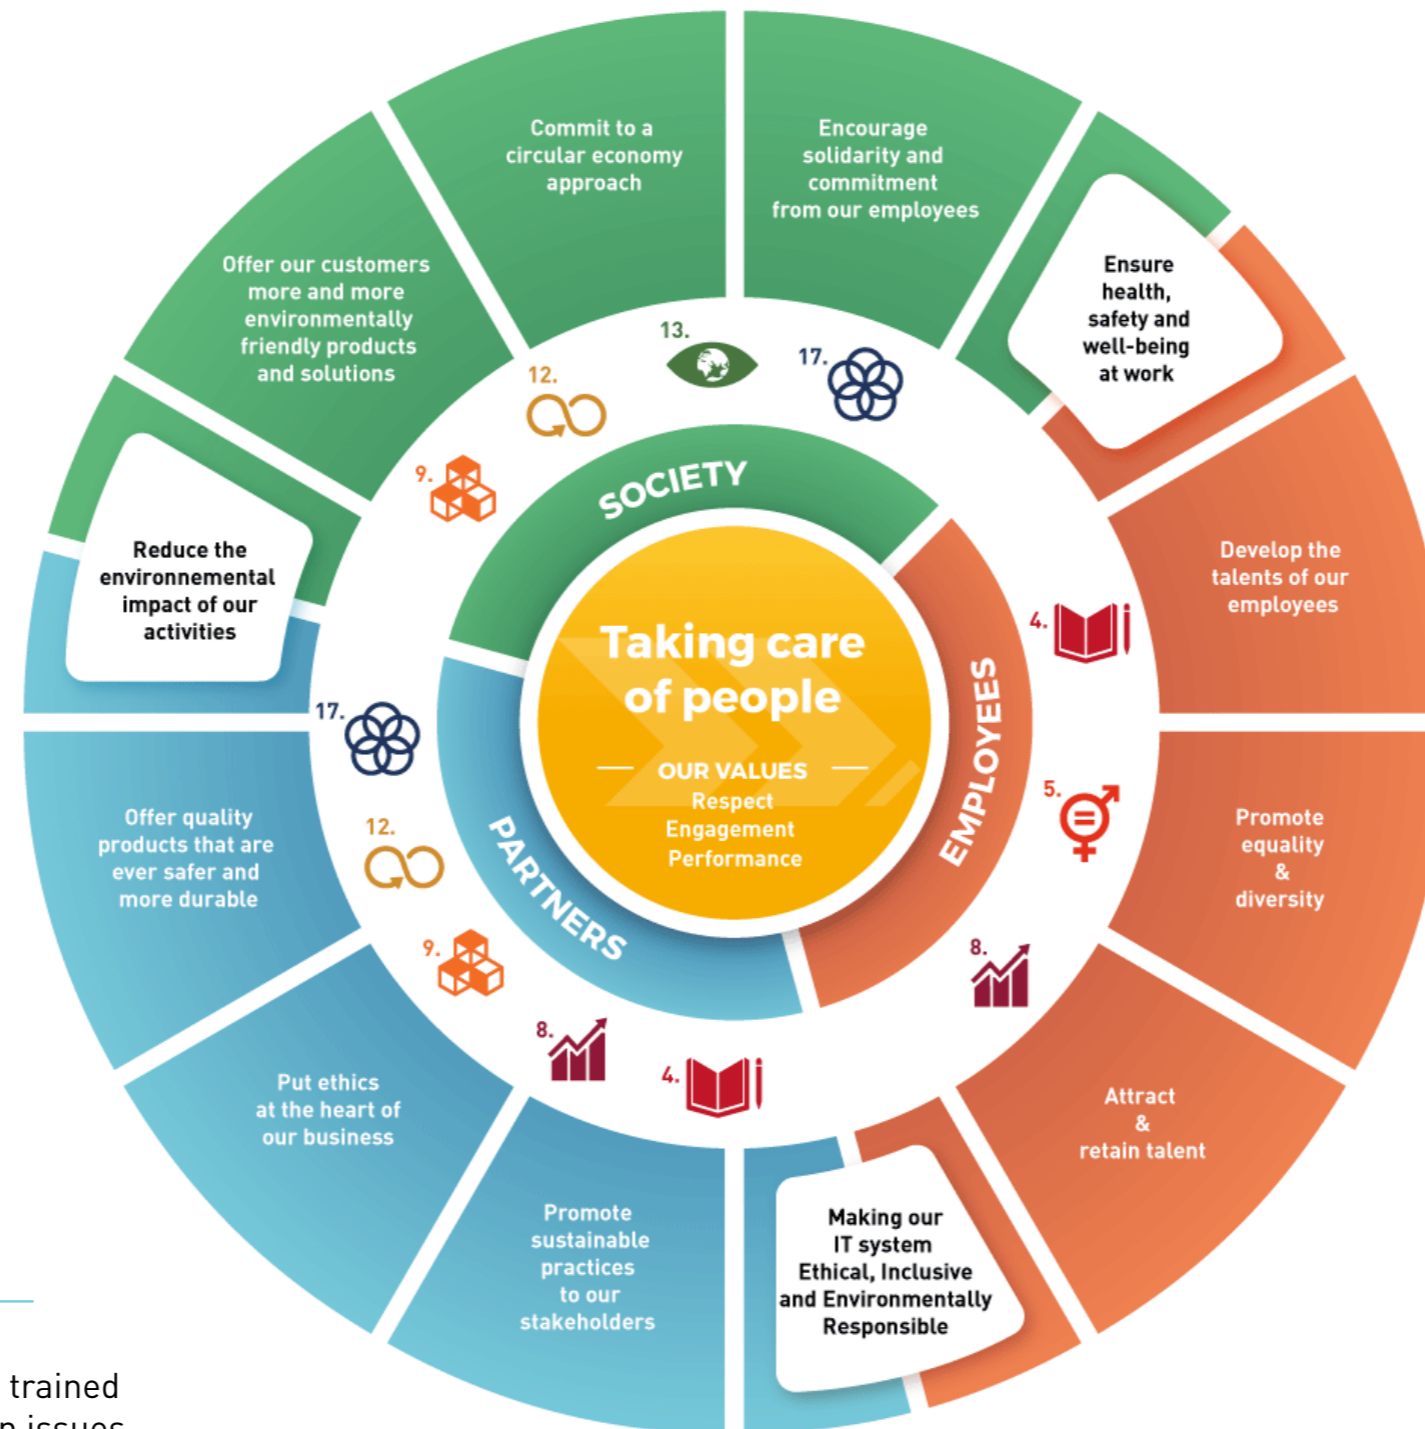 Commit to a
circular economy
approach
Encourage
solidarity and
commitment
from our employees
Ensure
health,
safety and
well-being
at work
Develop the
talents of our
employees
Promote
equality
&
diversity
Attract
&
retain talent
Making our
IT system
Ethical, Inclusive
and Environmentally
Responsible
Promote
sustainable
practices
to our
stakeholders
Put ethics
at the heart of
our business
Offer quality
products that are
ever safer and
more durable
Reduce the
environnemental
impact of our
activities
Offer our customers
more and more
environmentally
friendly products
and solutions
13.
17.
12.
9.
4.
5.
8.
4.
8.
9.
12.
17.
SOCIETY
EMPLOYEES
PARTNERS
Taking care
of people
OUR VALUES
Respect
Engagement
Performance
trained
issues